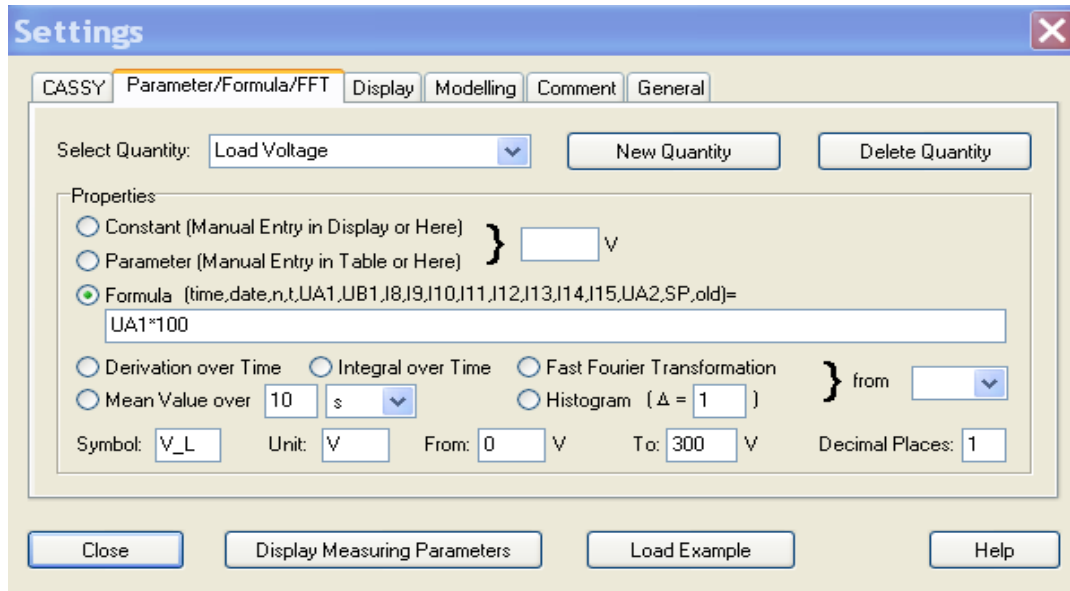 Settings
CASSY Parameter/Formula/FFT Display Modelling Comment General
Select Quantity: Load Voltage New Quantity Delete Quantity
Properties
Constant (Manual Entry in Display or Here)
} V
Parameter (Manual Entry in Table or Here)
Formula (time,date,n,t,UA1,UB1,I8,I9,I10,I11,I12,I13,I14,I15,UA2,SP,old)=
UA1*100
Derivation over Time Integral over Time Fast Fourier Transformation
} from
Mean Value over 10 s Histogram (Δ = 1 )
Symbol: V_L Unit: V From: 0 V To: 300 V Decimal Places: 1
Close Display Measuring Parameters Load Example Help